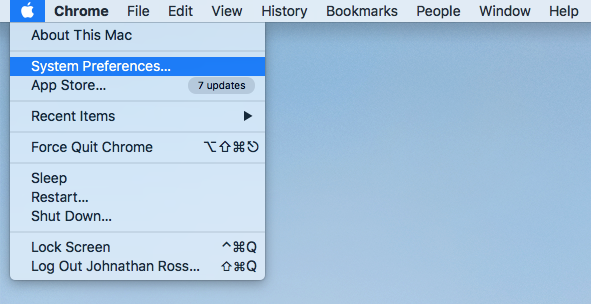 Chrome File Edit View History Bookmarks People Window Help
About This Mac
System Preferences...
App Store... 7 updates
Recent Items ▶
Force Quit Chrome ⌥⇧⌘⎋
Sleep
Restart...
Shut Down...
Lock Screen ^⌘Q
Log Out Johnathan Ross... ⇧⌘Q